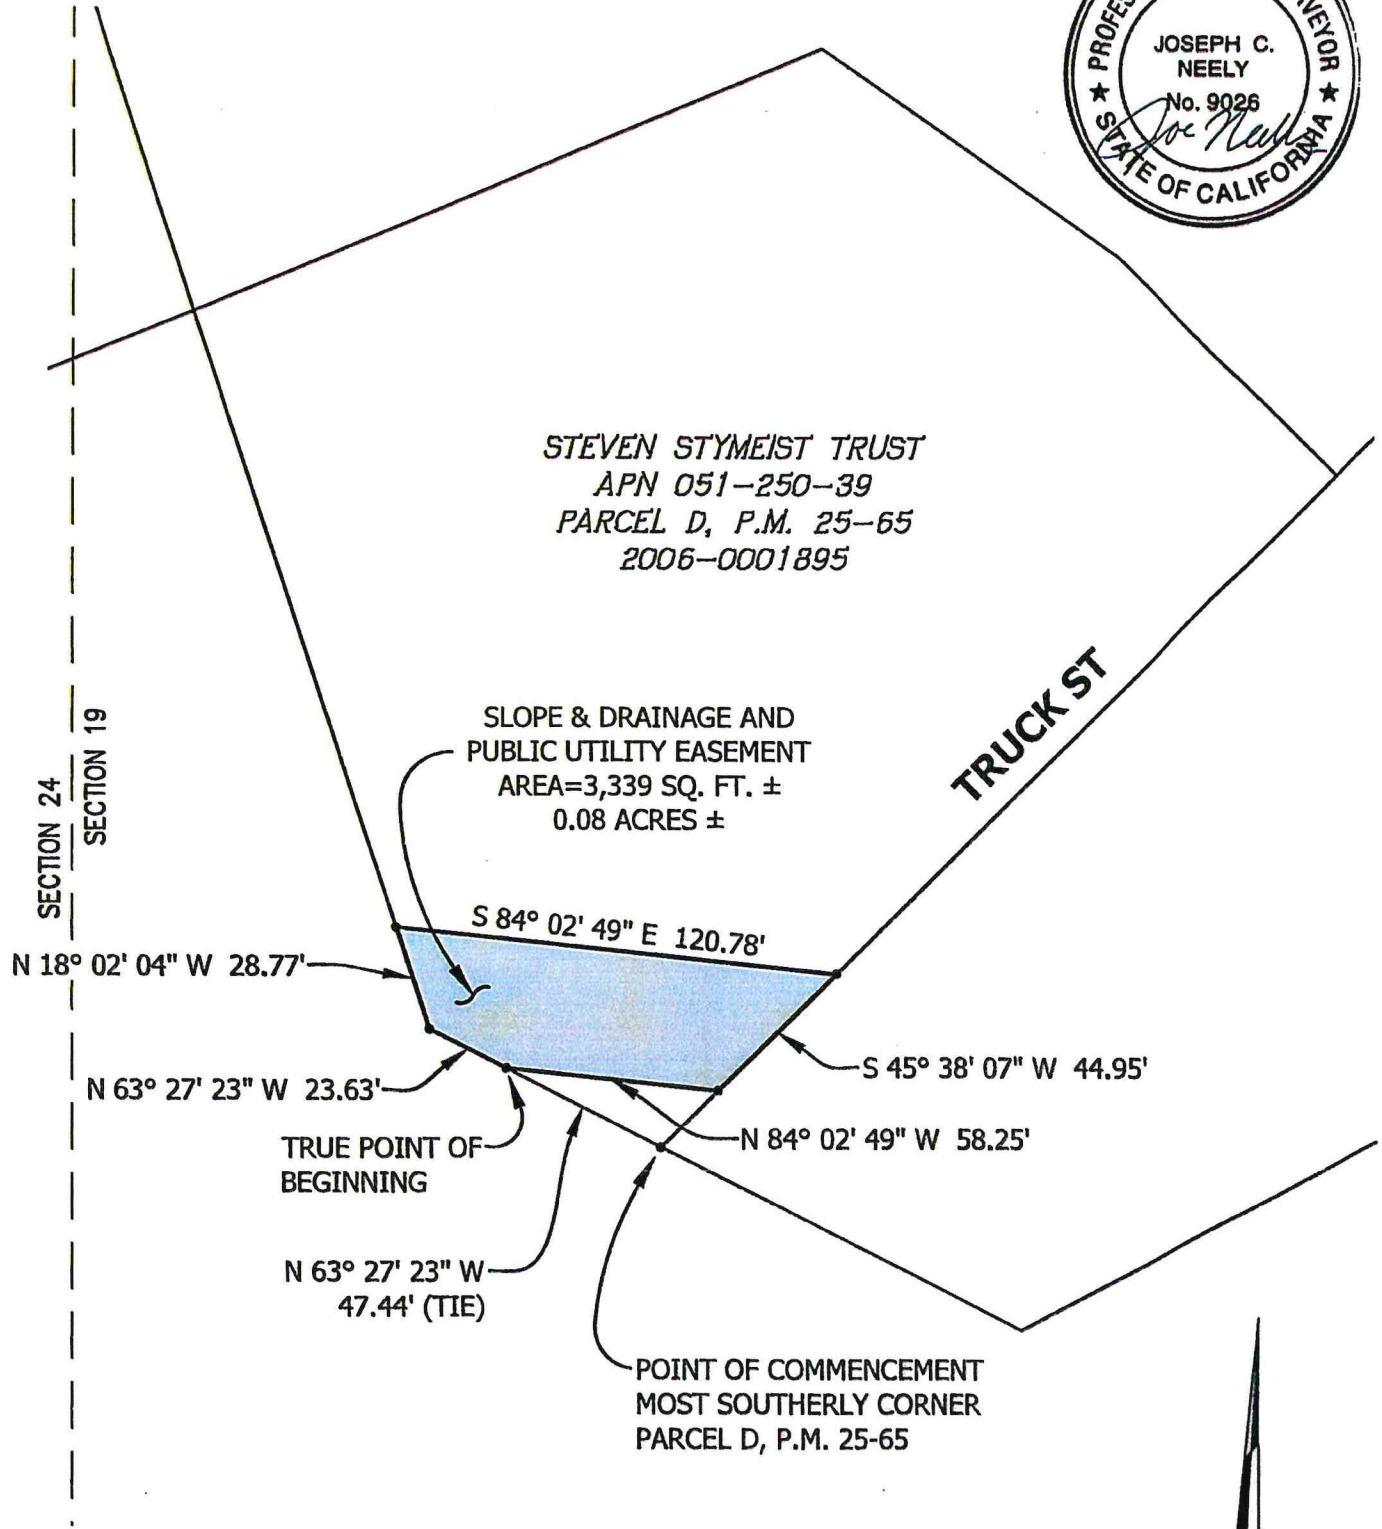 STATE OF CALIFORNIA
JOSEPH C.
NEELY
No. 9026
STEVEN STYMEIST TRUST
APN 051-250-39
PARCEL D, P.M. 25-65
2006-0001895
TRUCK ST
SLOPE & DRAINAGE AND
PUBLIC UTILITY EASEMENT
AREA=3,339 SQ. FT. ±
0.08 ACRES ±
SECTION 24
SECTION 19
S 84° 02' 49" E 120.78'
N 18° 02' 04" W 28.77'
S 45° 38' 07" W 44.95'
N 63° 27' 23" W 23.63'
N 84° 02' 49" W 58.25'
TRUE POINT OF
BEGINNING
N 63° 27' 23" W
47.44' (TIE)
POINT OF COMMENCEMENT
MOST SOUTHERLY CORNER
PARCEL D, P.M. 25-65